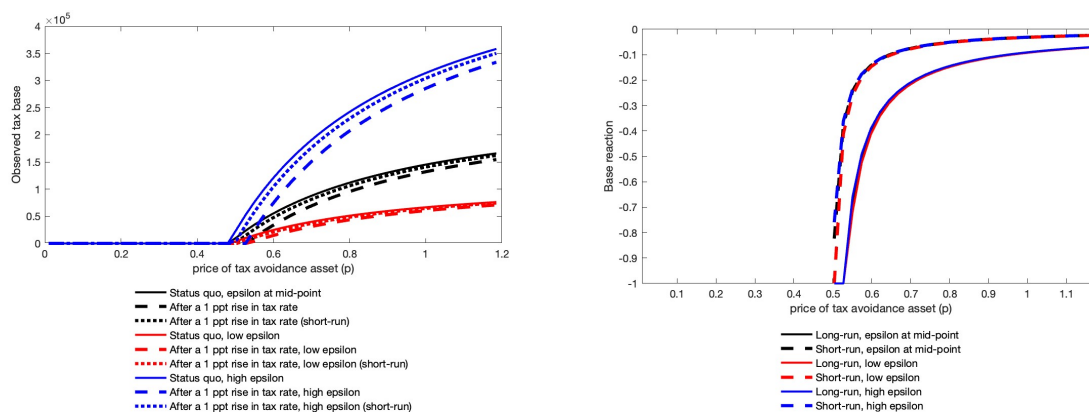 ×10⁵
4
3.5
3
2.5
2
1.5
1
0.5
0
Observed tax base
0 0.2 0.4 0.6 0.8 1 1.2
price of tax avoidance asset (p)
Status quo, epsilon at mid-point
After a 1 ppt rise in tax rate
After a 1 ppt rise in tax rate (short-run)
Status quo, low epsilon
After a 1 ppt rise in tax rate, low epsilon
After a 1 ppt rise in tax rate, low epsilon (short-run)
Status quo, high epsilon
After a 1 ppt rise in tax rate, high epsilon
After a 1 ppt rise in tax rate, high epsilon (short-run)
-0.1
-0.2
-0.3
-0.4
-0.5
-0.6
-0.7
-0.8
-0.9
-1
Base reaction
0.1 0.2 0.3 0.4 0.5 0.6 0.7 0.8 0.9 1 1.1
price of tax avoidance asset (p)
Long-run, epsilon at mid-point
Short-run, epsilon at mid-point
Long-run, low epsilon
Short-run, low epsilon
Long-run, high epsilon
Short-run, high epsilon